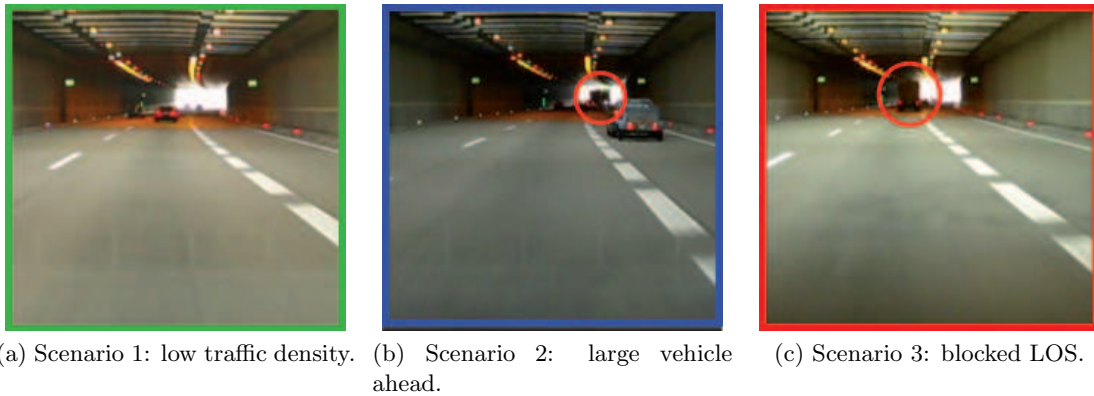 (a) Scenario 1: low traffic density.
(b) Scenario 2: large vehicle
ahead.
(c) Scenario 3: blocked LOS.